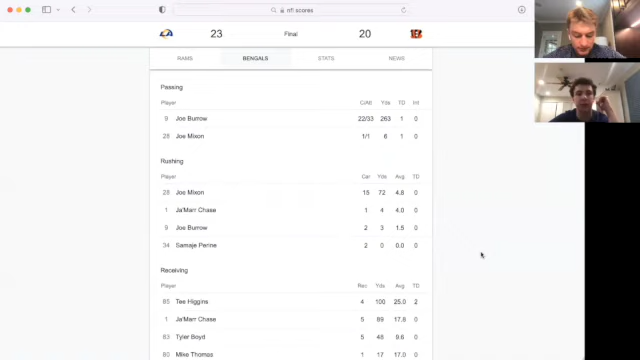 nfl scores
23 Final 20
RAMS BENGALS STATS NEWS
Passing
Player C/Att Yds TD Int
9 Joe Burrow 22/33 263 1 0
28 Joe Mixon 1/1 6 1 0
Rushing
Player Car Yds Avg TD
28 Joe Mixon 15 72 4.8 0
1 Ja'Marr Chase 1 4 4.0 0
9 Joe Burrow 2 3 1.5 0
34 Samaje Perine 2 0 0.0 0
Receiving
Player Rec Yds Avg TD
85 Tee Higgins 4 100 25.0 2
1 Ja'Marr Chase 5 89 17.8 0
83 Tyler Boyd 5 48 9.6 0
80 Mike Thomas 1 17 17.0 0